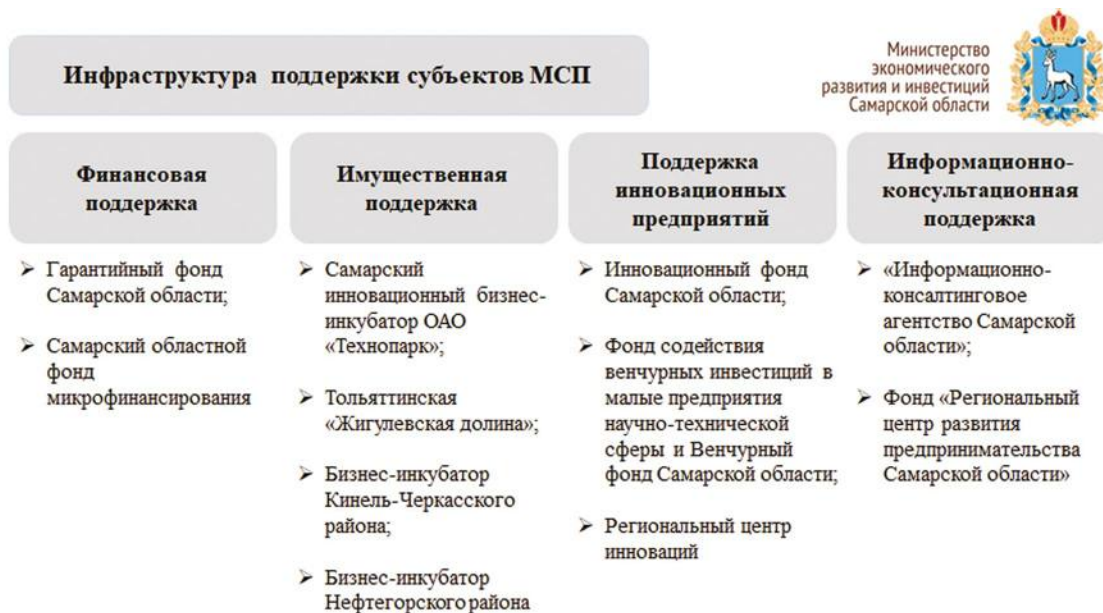 Инфраструктура поддержки субъектов МСП
Министерство
экономического
развития и инвестиций
Самарской области
Финансовая
поддержка
➢ Гарантийный фонд
Самарской области;
➢ Самарский областной
фонд
микрофинансирования
Имущественная
поддержка
➢ Самарский
инновационный бизнес-
инкубатор ОАО
«Технопарк»;
➢ Тольяттинская
«Жигулевская долина»;
➢ Бизнес-инкубатор
Кинель-Черкасского
района;
➢ Бизнес-инкубатор
Нефтегорского района
Поддержка
инновационных
предприятий
➢ Инновационный фонд
Самарской области;
➢ Фонд содействия
венчурных инвестиций в
малые предприятия
научно-технической
сферы и Венчурный
фонд Самарской области;
➢ Региональный центр
инноваций
Информационно-
консультационная
поддержка
➢ «Информационно-
консалтинговое
агентство Самарской
области»;
➢ Фонд «Региональный
центр развития
предпринимательства
Самарской области»